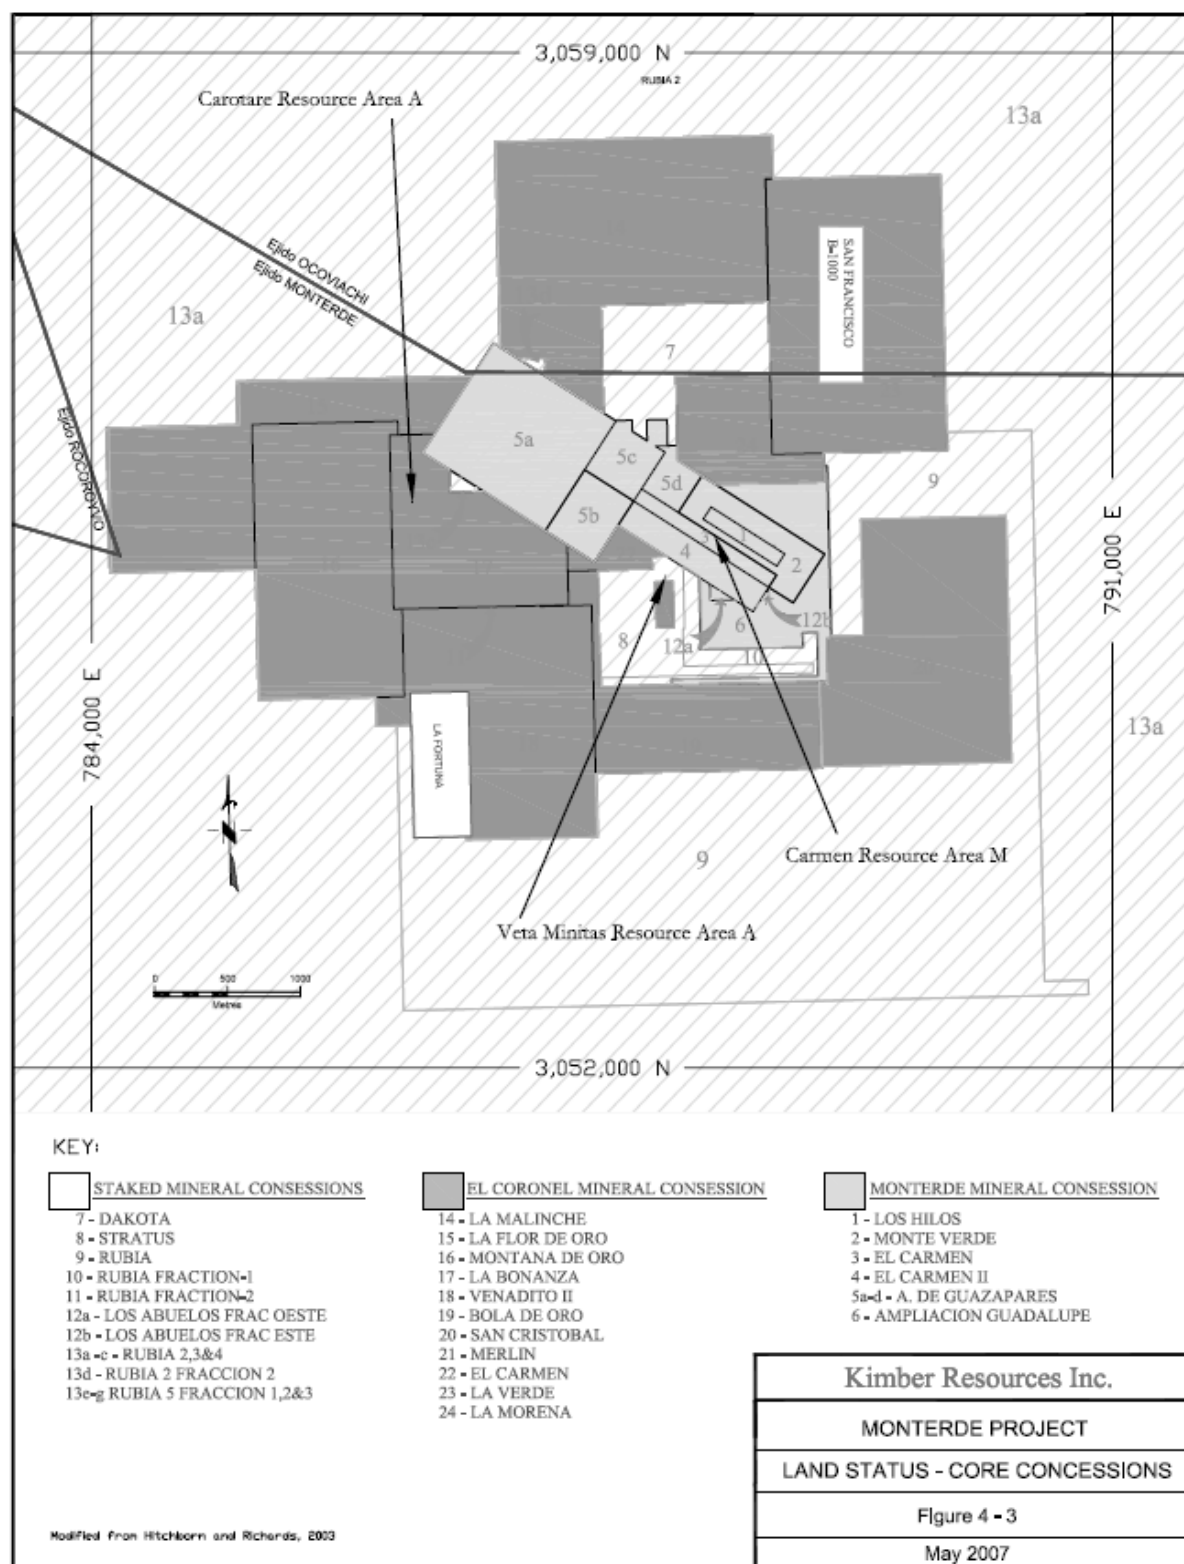 3,059,000 N
RUBIA 2
Carotare Resource Area A
13a
SAN FRANCISCO
B-1000
Ejido OCOVIACHI
Ejido MONTERDE
13a
7
Ejido ROCOROYVO
5a
5c
5d
9
5b
3
1
4
2
791,000 E
8
12a
6
12b
10
784,000 E
LA FORTUNA
13a
N
9
Carmen Resource Area M
Veta Minitas Resource Area A
0 500 1000
Metres
3,052,000 N
KEY:
STAKED MINERAL CONSESSIONS
7 - DAKOTA
8 - STRATUS
9 - RUBIA
10 - RUBIA FRACTION-1
11 - RUBIA FRACTION-2
12a - LOS ABUELOS FRAC OESTE
12b - LOS ABUELOS FRAC ESTE
13a -c - RUBIA 2,3&4
13d - RUBIA 2 FRACCION 2
13e-g RUBIA 5 FRACCION 1,2&3
EL CORONEL MINERAL CONSESSION
14 - LA MALINCHE
15 - LA FLOR DE ORO
16 - MONTANA DE ORO
17 - LA BONANZA
18 - VENADITO II
19 - BOLA DE ORO
20 - SAN CRISTOBAL
21 - MERLIN
22 - EL CARMEN
23 - LA VERDE
24 - LA MORENA
MONTERDE MINERAL CONSESSION
1 - LOS HILOS
2 - MONTE VERDE
3 - EL CARMEN
4 - EL CARMEN II
5a-d - A. DE GUAZAPARES
6 - AMPLIACION GUADALUPE
Kimber Resources Inc.
MONTERDE PROJECT
LAND STATUS - CORE CONCESSIONS
Figure 4 - 3
May 2007
Modified from Hitchborn and Richards, 2003